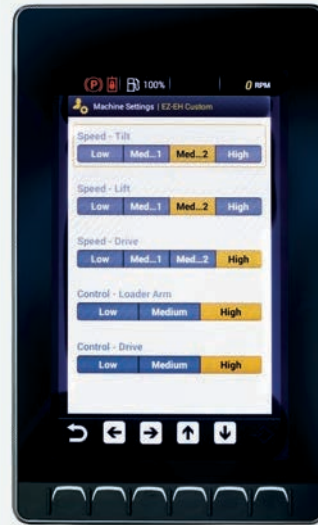 (P) 100% 0 RPM
Machine Settings | EZ-EH Custom
Speed - Tilt
Low Med...1 Med...2 High
Speed - Lift
Low Med...1 Med...2 High
Speed - Drive
Low Med...1 Med...2 High
Control - Loader Arm
Low Medium High
Control - Drive
Low Medium High